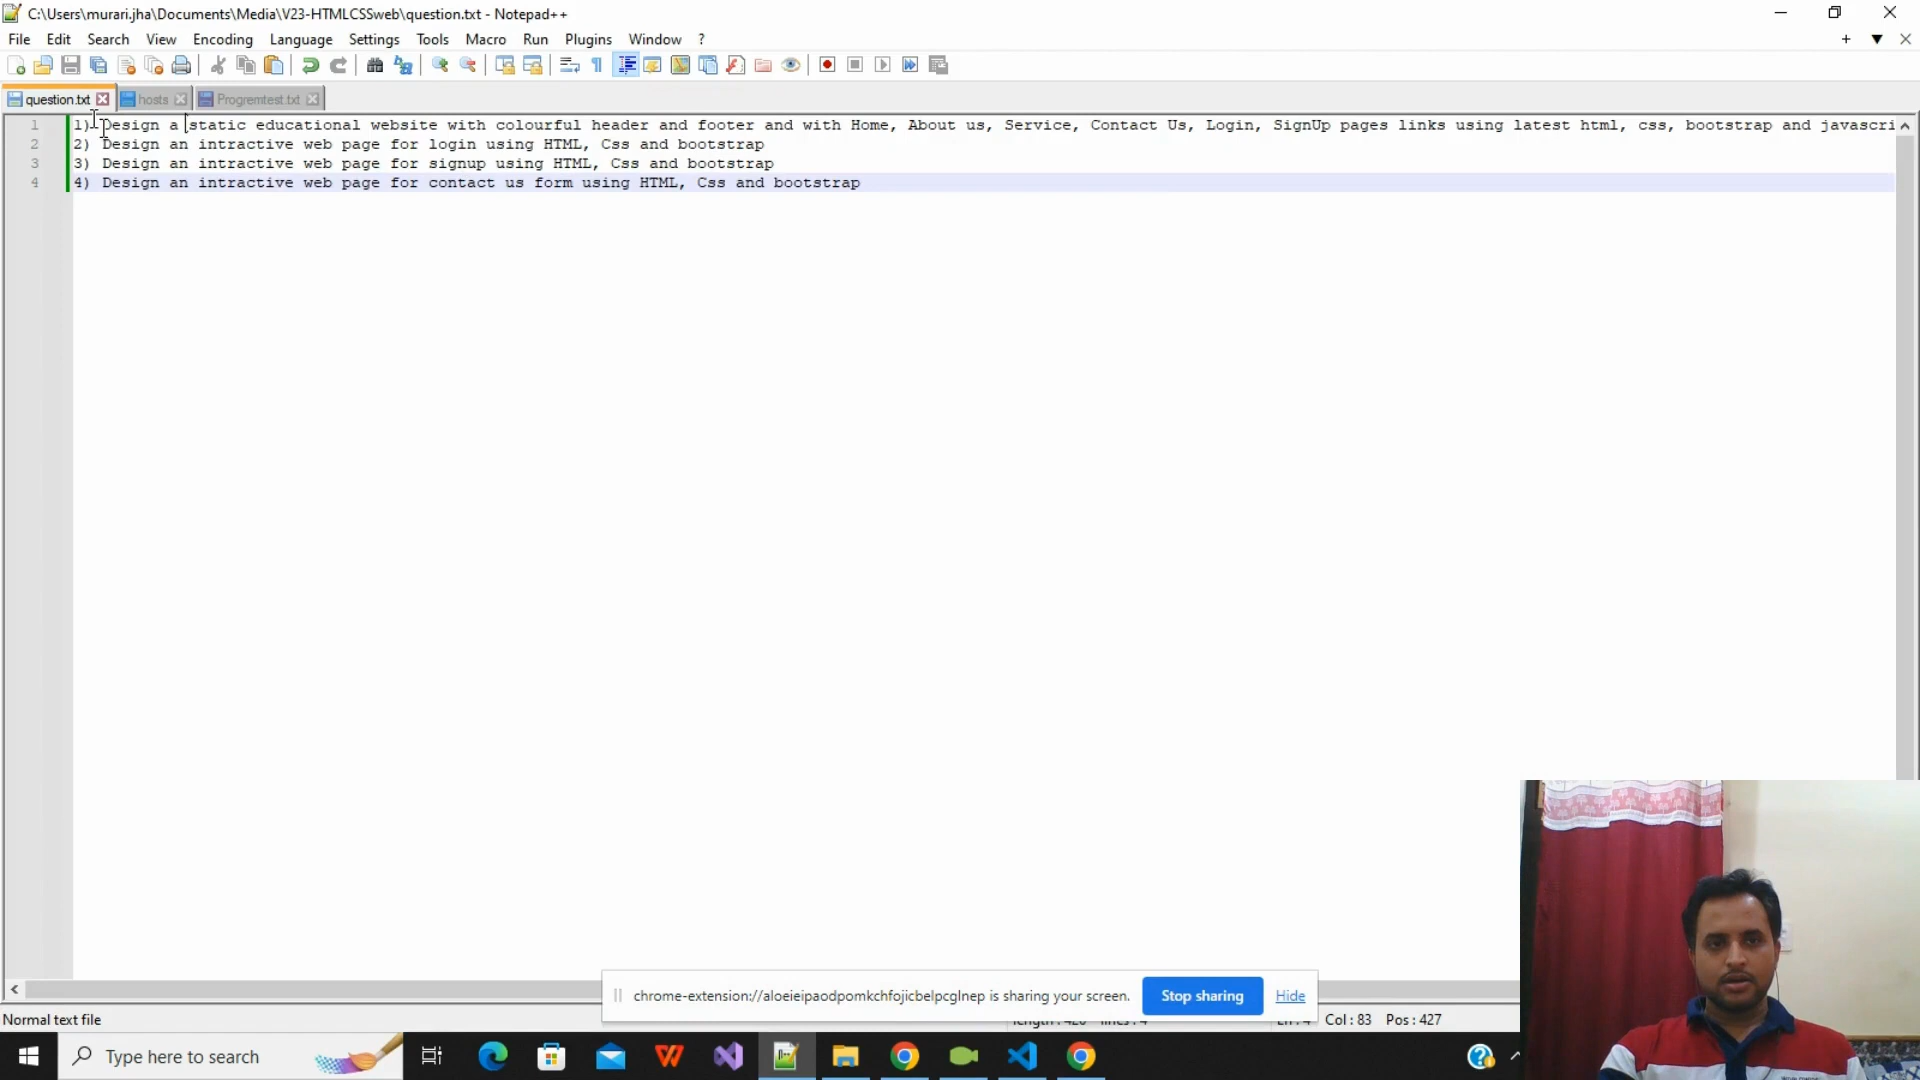 C:\Users\murari.jha\Documents\Media\V23-HTMLCSSweb\question.txt - Notepad++
File Edit Search View Encoding Language Settings Tools Macro Run Plugins Window ?
question.txt hosts Progremtest.txt
1 1) Design a static educational website with colourful header and footer and with Home, About us, Service, Contact Us, Login, SignUp pages links using latest html, css, bootstrap and javascri
2 2) Design an intractive web page for login using HTML, Css and bootstrap
3 3) Design an intractive web page for signup using HTML, Css and bootstrap
4 4) Design an intractive web page for contact us form using HTML, Css and bootstrap
chrome-extension://aloeieipaodpomkchfojicbelpcglnep is sharing your screen. Stop sharing Hide
Normal text file Col : 83 Pos : 427
Type here to search